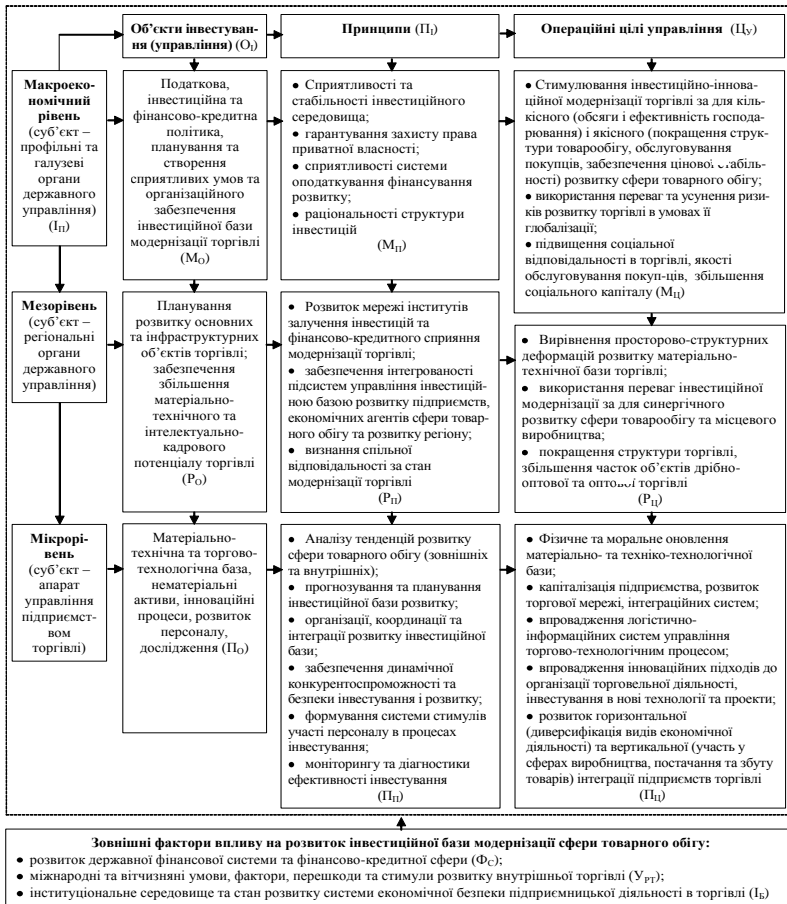 Об’єкти інвестуван-
ня (управління) (ОІ)
Принципи (ПІ)
Операційні цілі управління (ЦУ)
Макроеко-
номічний
рівень
(суб’єкт –
профільні та
галузеві
органи
державного
управління)
(ІП)
Податкова,
інвестиційна та
фінансово-кредитна
політика,
планування та
створення
сприятливих умов та
організаційного
забезпечення
інвестиційної бази
модернізації торгівлі
(МО)
● Сприятливості та
стабільності інвестиційного
середовища;
● гарантування захисту права
приватної власності;
● сприятливості системи
оподаткування фінансування
розвитку;
● раціональності структури
інвестицій
(МП)
● Стимулювання інвестиційно-інно-
ваційної модернізації торгівлі за для кіль-
кісного (обсяги і ефективність господа-
рювання) і якісного (покращення струк-
тури товарообігу, обслуговування
покупців, забезпечення цінової стабіль-
ності) розвитку сфери товарного обігу;
● використання переваг та усунення ризи-
ків розвитку торгівлі в умовах її
глобалізації;
● підвищення соціальної
відповідальності в торгівлі, якості
обслуговування покуп-ців, збільшення
соціального капіталу (МЦ)
Мезорівень
(суб’єкт –
регіональні
органи
державного
управління)
Планування
розвитку основних
та інфраструктурних
об’єктів торгівлі;
забезпечення
збільшення
матеріально-
технічного та
інтелектуально-
кадрового
потенціалу торгівлі
(РО)
● Розвиток мережі інститутів
залучення інвестицій та
фінансово-кредитного сприяння
модернізації торгівлі;
● забезпечення інтегрованості
підсистем управління інвестицій-
ною базою розвитку підприємств,
економічних агентів сфери товар-
ного обігу та розвитку регіону;
● визнання спільної
відповідальності за стан
модернізації торгівлі
(РП)
● Вирівнення просторово-структурних
деформацій розвитку матеріально-
технічної бази торгівлі;
● використання переваг інвестиційної
модернізації за для синергічного
розвитку сфери товарообігу та місцевого
виробництва;
● покращення структури торгівлі,
збільшення часток об’єктів дрібно-
оптової та оптової торгівлі
(РЦ)
Мікрорі-
вень
(суб’єкт –
апарат
управління
підприємст-
вом
торгівлі)
Матеріально-
технічна та торгово-
технологічна база,
нематеріальні
активи, інноваційні
процеси, розвиток
персоналу,
дослідження (ПО)
● Аналізу тенденцій розвитку
сфери товарного обігу (зовнішніх
та внутрішніх);
● прогнозування та планування
інвестиційної бази розвитку;
● організації, координації та
інтеграції розвитку інвестиційної
бази;
● забезпечення динамічної
конкурентоспроможності та
безпеки інвестування і розвитку;
● формування системи стимулів
участі персоналу в процесах
інвестування;
● моніторингу та діагностики
ефективності інвестування
(ПП)
● Фізичне та моральне оновлення
матеріально- та техніко-технологічної
бази;
● капіталізація підприємства, розвиток
торгової мережі, інтеграційних систем;
● впровадження логістично-
інформаційних систем управління
торгово-технологічним процесом;
● впровадження інноваційних підходів до
організації торговельної діяльності,
інвестування в нові технології та проекти;
● розвиток горизонтальної
(диверсифікація видів економічної
діяльності) та вертикальної (участь у
сферах виробництва, постачання та збуту
товарів) інтеграції підприємств торгівлі
(ПЦ)
Зовнішні фактори впливу на розвиток інвестиційної бази модернізації сфери товарного обігу:
● розвиток державної фінансової системи та фінансово-кредитної сфери (ФС);
● міжнародні та вітчизняні умови, фактори, перешкоди та стимули розвитку внутрішньої торгівлі (УРТ);
● інституціональне середовище та стан розвитку системи економічної безпеки підприємницької діяльності в торгівлі (ІБ)